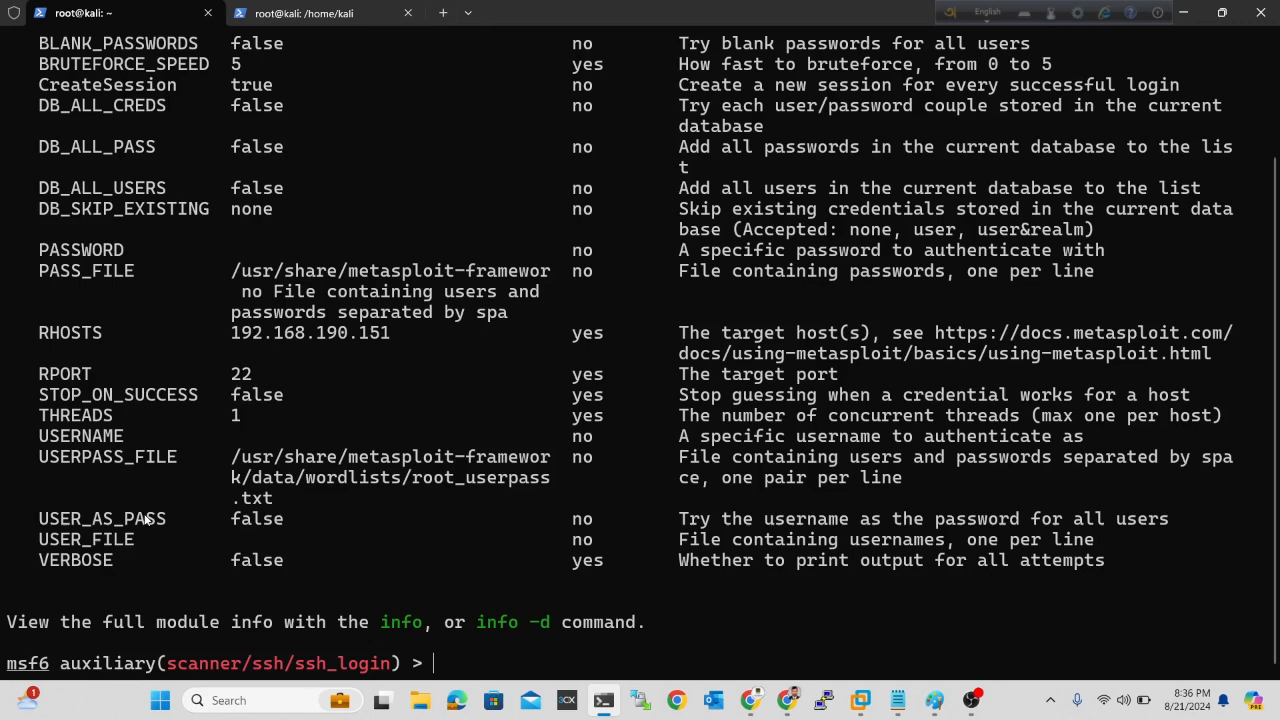 root@kali: ~
root@kali: /home/kali
English
BLANK_PASSWORDS false no Try blank passwords for all users
BRUTEFORCE_SPEED 5 yes How fast to bruteforce, from 0 to 5
CreateSession true no Create a new session for every successful login
DB_ALL_CREDS false no Try each user/password couple stored in the current
database
DB_ALL_PASS false no Add all passwords in the current database to the lis
t
DB_ALL_USERS false no Add all users in the current database to the list
DB_SKIP_EXISTING none no Skip existing credentials stored in the current data
base (Accepted: none, user, user&realm)
PASSWORD no A specific password to authenticate with
PASS_FILE /usr/share/metasploit-framewor no File containing passwords, one per line
no File containing users and
passwords separated by spa
RHOSTS 192.168.190.151 yes The target host(s), see https://docs.metasploit.com/
docs/using-metasploit/basics/using-metasploit.html
RPORT 22 yes The target port
STOP_ON_SUCCESS false yes Stop guessing when a credential works for a host
THREADS 1 yes The number of concurrent threads (max one per host)
USERNAME no A specific username to authenticate as
USERPASS_FILE /usr/share/metasploit-framewor no File containing users and passwords separated by spa
k/data/wordlists/root_userpass ce, one pair per line
.txt
USER_AS_PASS false no Try the username as the password for all users
USER_FILE no File containing usernames, one per line
VERBOSE false yes Whether to print output for all attempts
View the full module info with the info, or info -d command.
msf6 auxiliary(scanner/ssh/ssh_login) >
1
Search
3CX
8:36 PM
8/21/2024
PRE